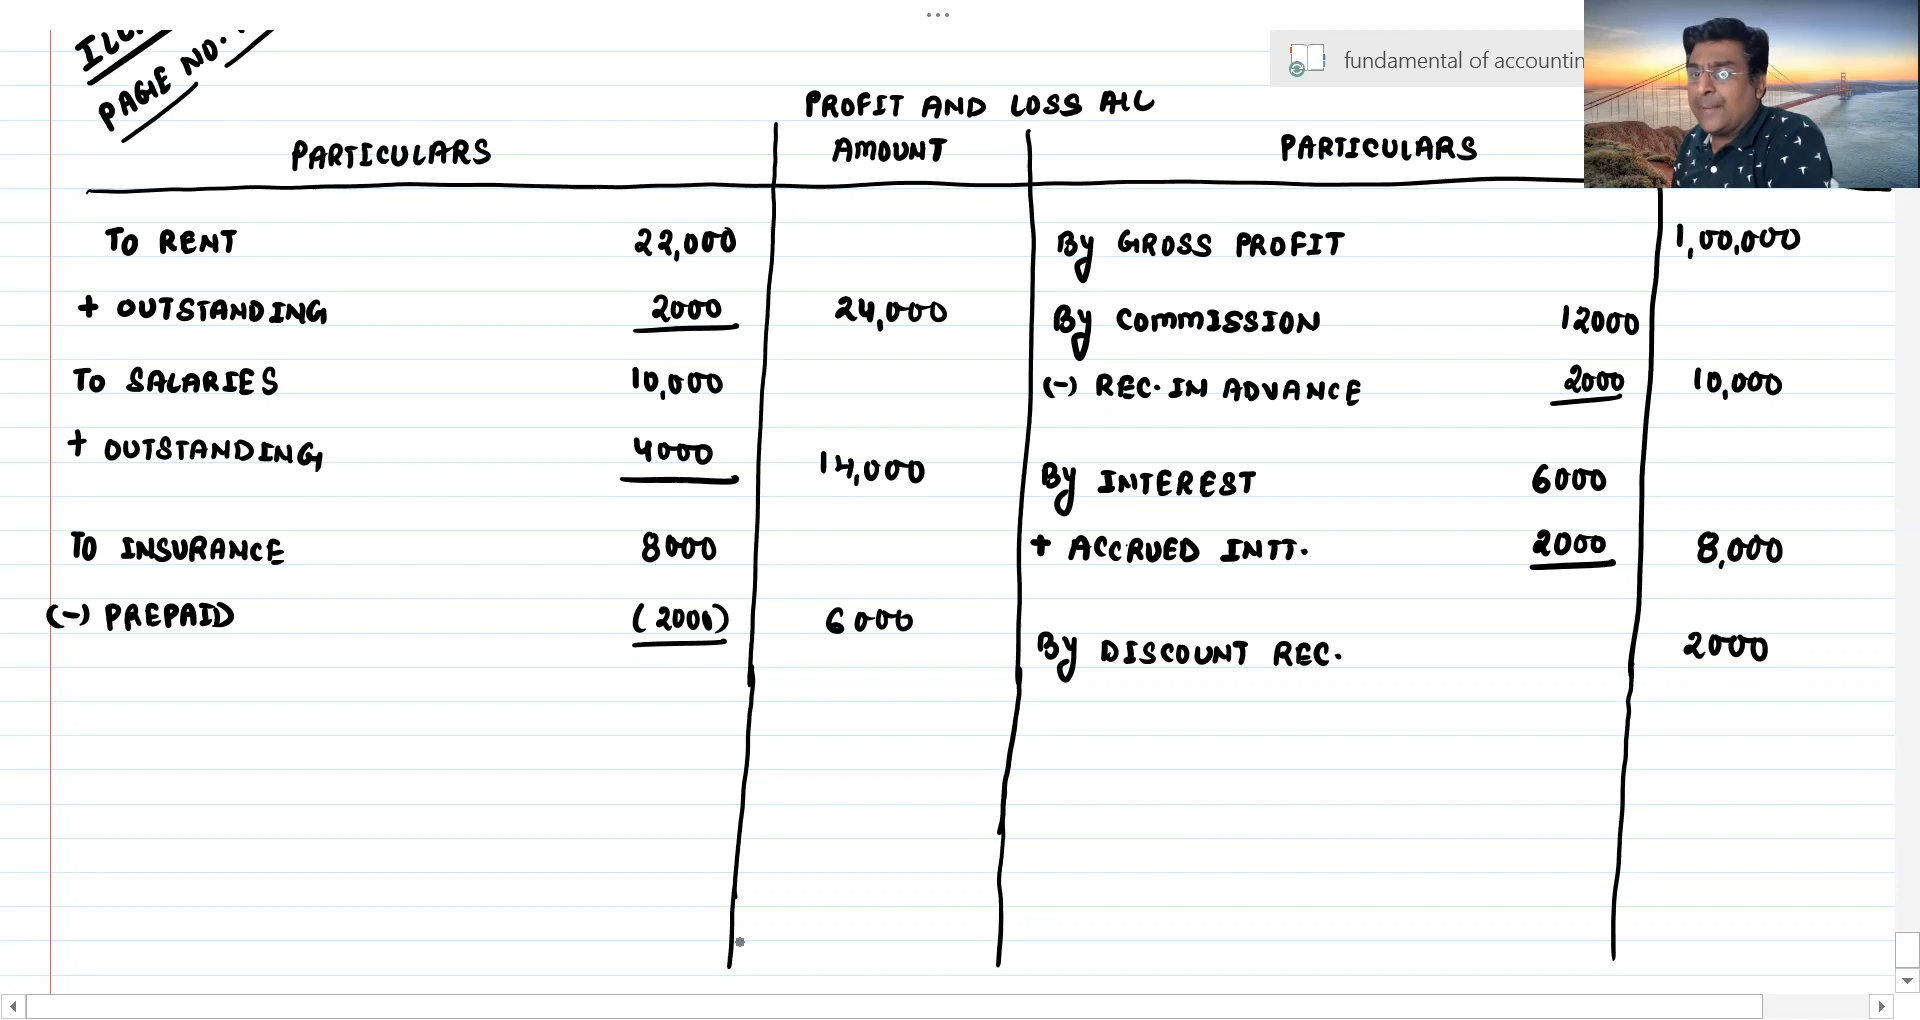 PAGE NO.
fundamental of accountin
PROFIT AND LOSS A/C
PARTICULARS AMOUNT PARTICULARS
TO RENT 22,000 By GROSS PROFIT 1,00,000
+ OUTSTANDING 2000 24,000 By COMMISSION 12000
TO SALARIES 10,000 (-) REC. IN ADVANCE 2000 10,000
+ OUTSTANDING 4000 14,000 By INTEREST 6000
TO INSURANCE 8000 + ACCRUED INTT. 2000 8,000
(-) PREPAID (2000) 6000 By DISCOUNT REC. 2000